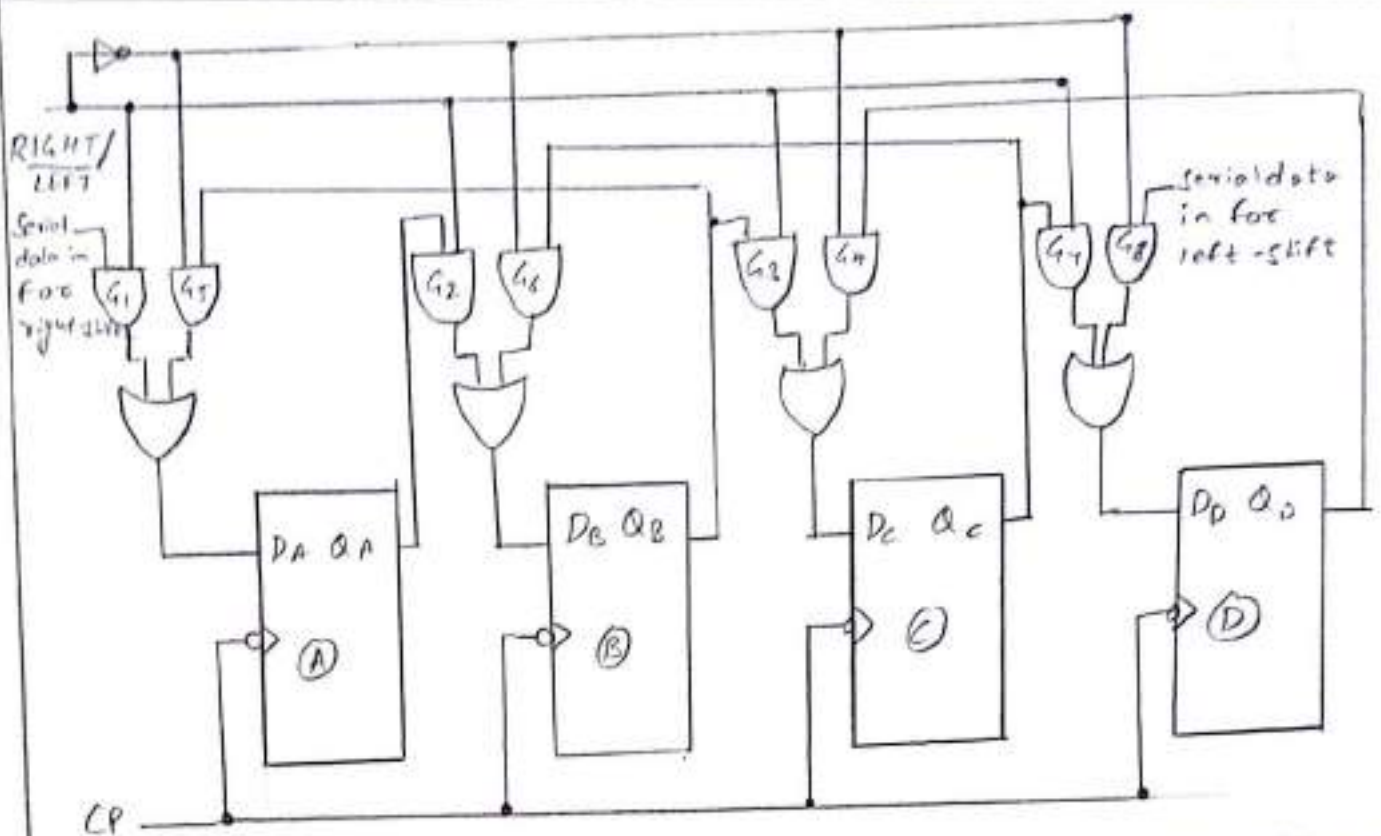 RIGHT/
LEFT
Serial
data in
for
right shift
G1
G5
G2
G6
G3
G4
G7
G8
serial data
in for
left-shift
DA QA
DB QB
DC QC
DD QD
A
B
C
D
CP